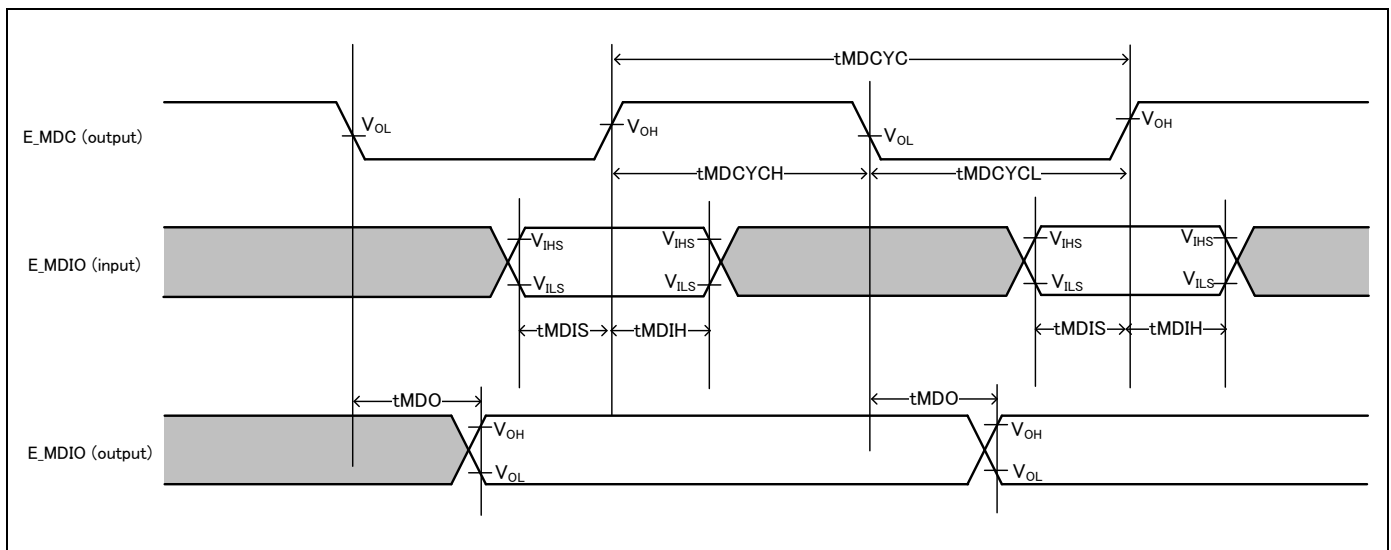 tMDCYC
E_MDC (output)
VOL
VOH
VOL
VOH
tMDCYCH
tMDCYCL
E_MDIO (input)
VIHS
VIHS
VIHS
VIHS
VILS
VILS
VILS
VILS
tMDIS
tMDIH
tMDIS
tMDIH
tMDO
tMDO
E_MDIO (output)
VOH
VOH
VOL
VOL